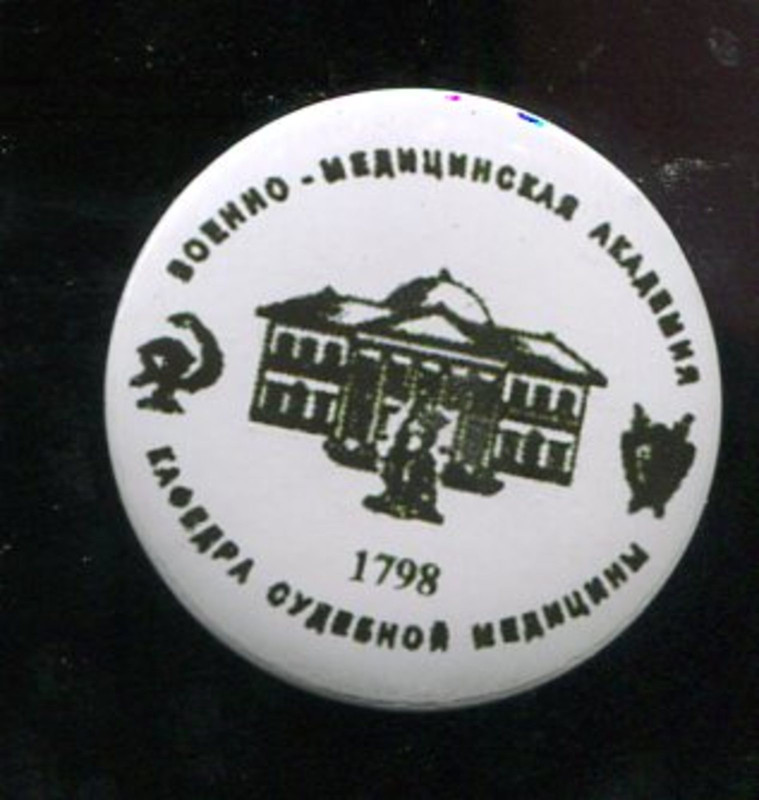 ВОЕННО-МЕДИЦИНСКАЯ АКАДЕМИЯ
1798
КАФЕДРА СУДЕБНОЙ МЕДИЦИНЫ